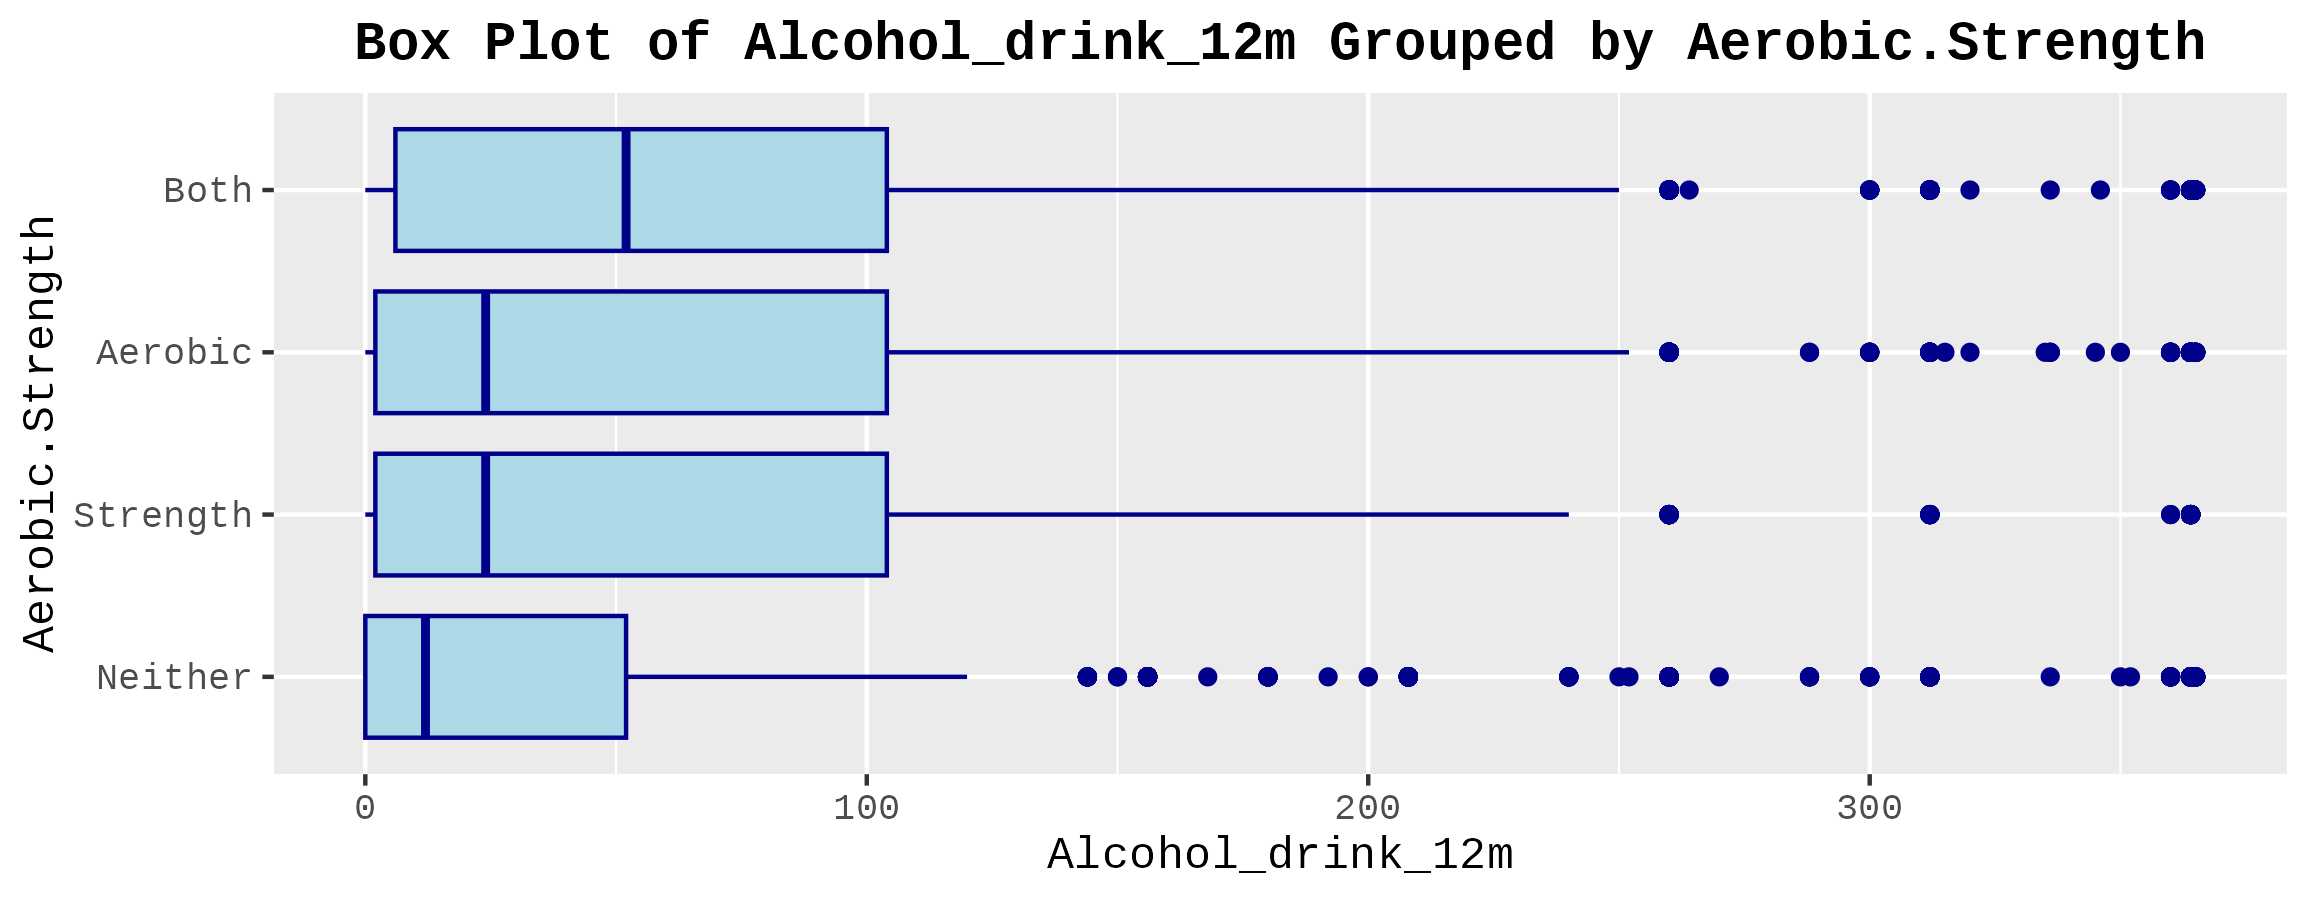 Box Plot of Alcohol_drink_12m Grouped by Aerobic.Strength
Aerobic.Strength
Both
Aerobic
Strength
Neither
0 100 200 300
Alcohol_drink_12m